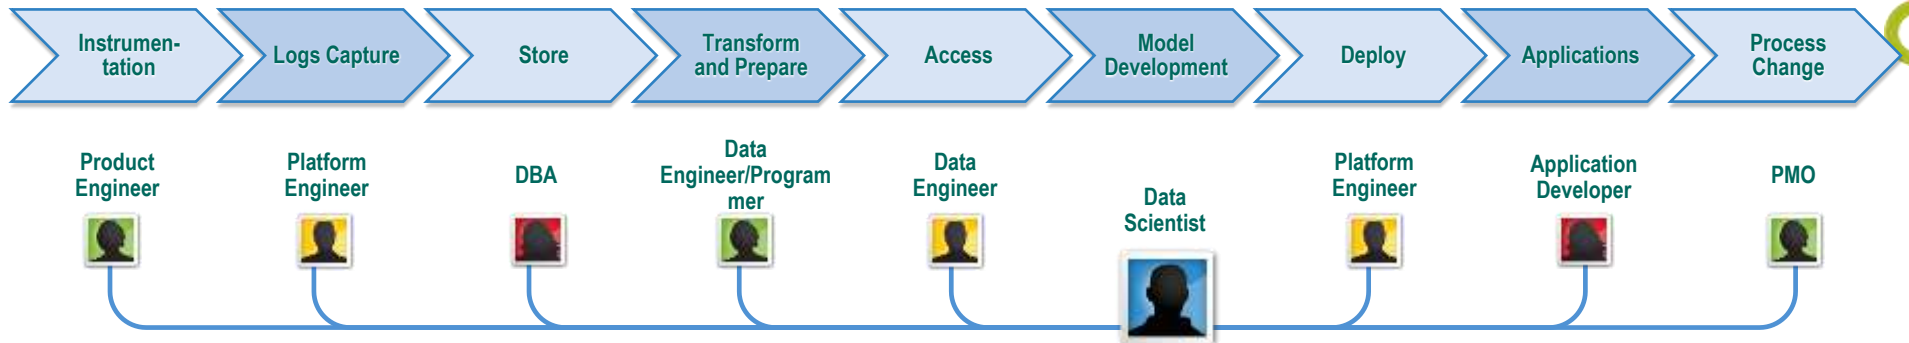 Instrumen-
tation
Logs Capture
Store
Transform
and Prepare
Access
Model
Development
Deploy
Applications
Process
Change
Product
Engineer
Platform
Engineer
DBA
Data
Engineer/Program
mer
Data
Engineer
Data
Scientist
Platform
Engineer
Application
Developer
PMO